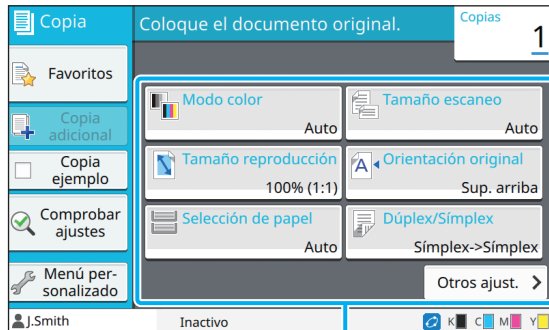 Copia
Coloque el documento original.
Copias
1
Favoritos
Copia
adicional
Copia
ejemplo
Comprobar
ajustes
Menú per-
sonalizado
Modo color
Auto
Tamaño escaneo
Auto
Tamaño reproducción
100% (1:1)
A
Orientación original
Sup. arriba
Selección de papel
Auto
Dúplex/Símplex
Símplex->Símplex
Otros ajust.
J.Smith
Inactivo
K C M Y